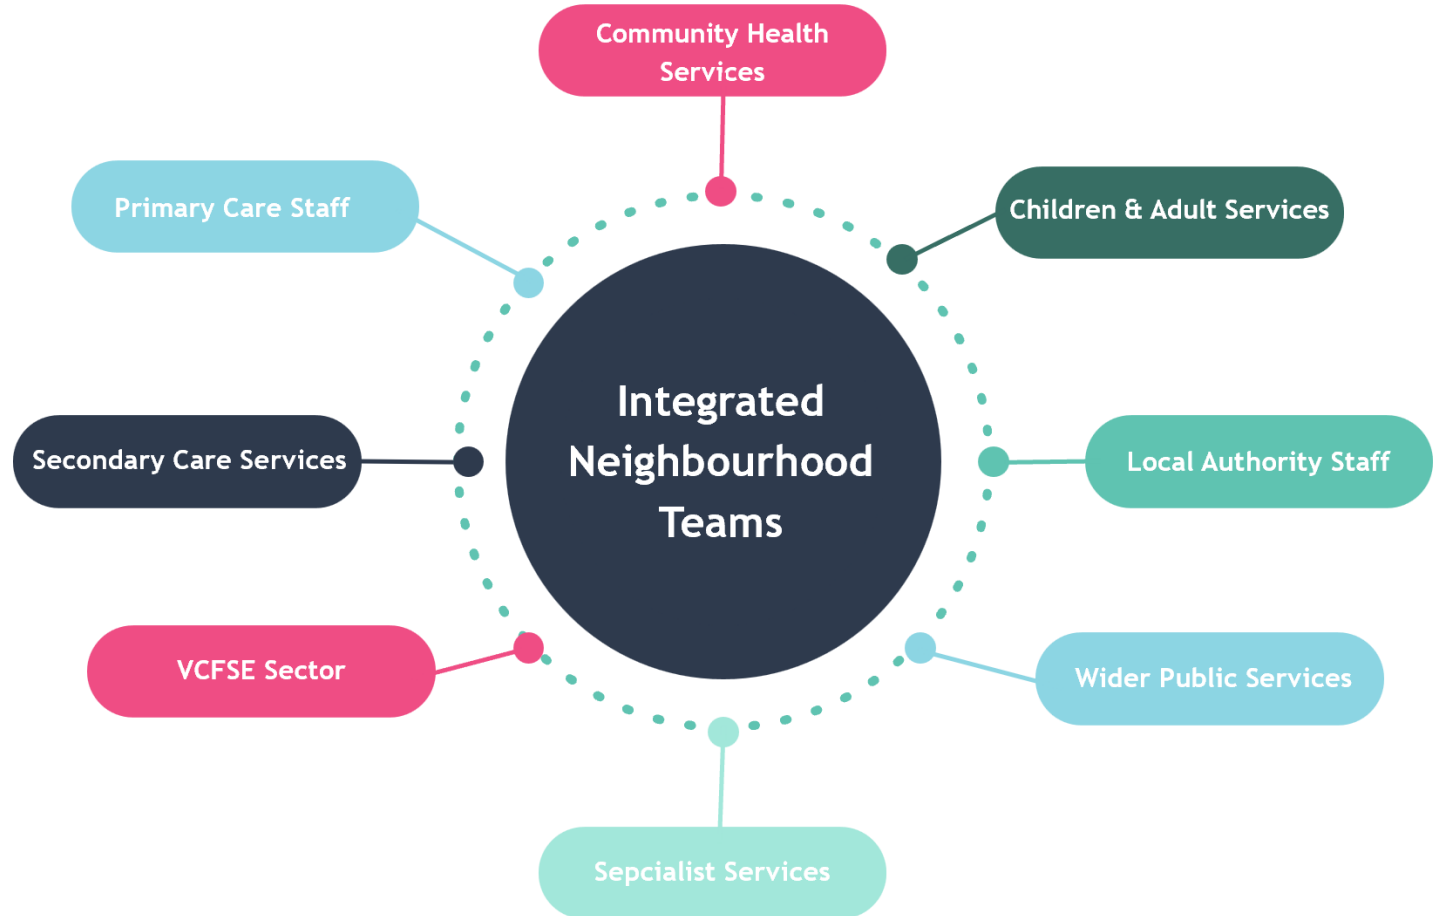 Community Health
Services
Primary Care Staff
Children & Adult Services
Integrated
Neighbourhood
Teams
Secondary Care Services
Local Authority Staff
VCFSE Sector
Wider Public Services
Sepcialist Services